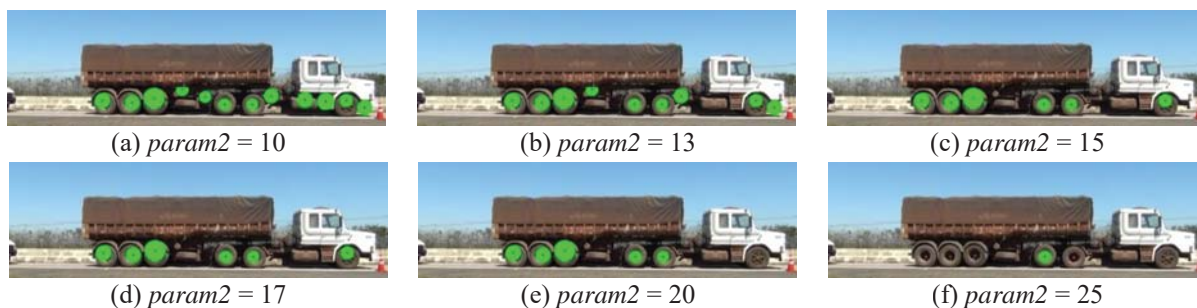 (a) param2 = 10
(b) param2 = 13
(c) param2 = 15
(d) param2 = 17
(e) param2 = 20
(f) param2 = 25